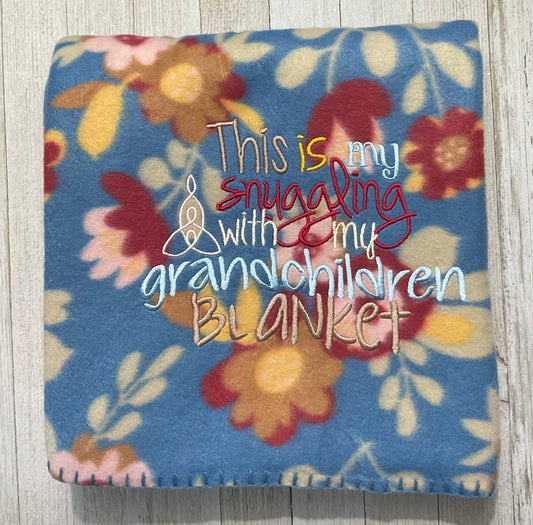 This is my
snuggling
with my
grandchildren
BLANKET